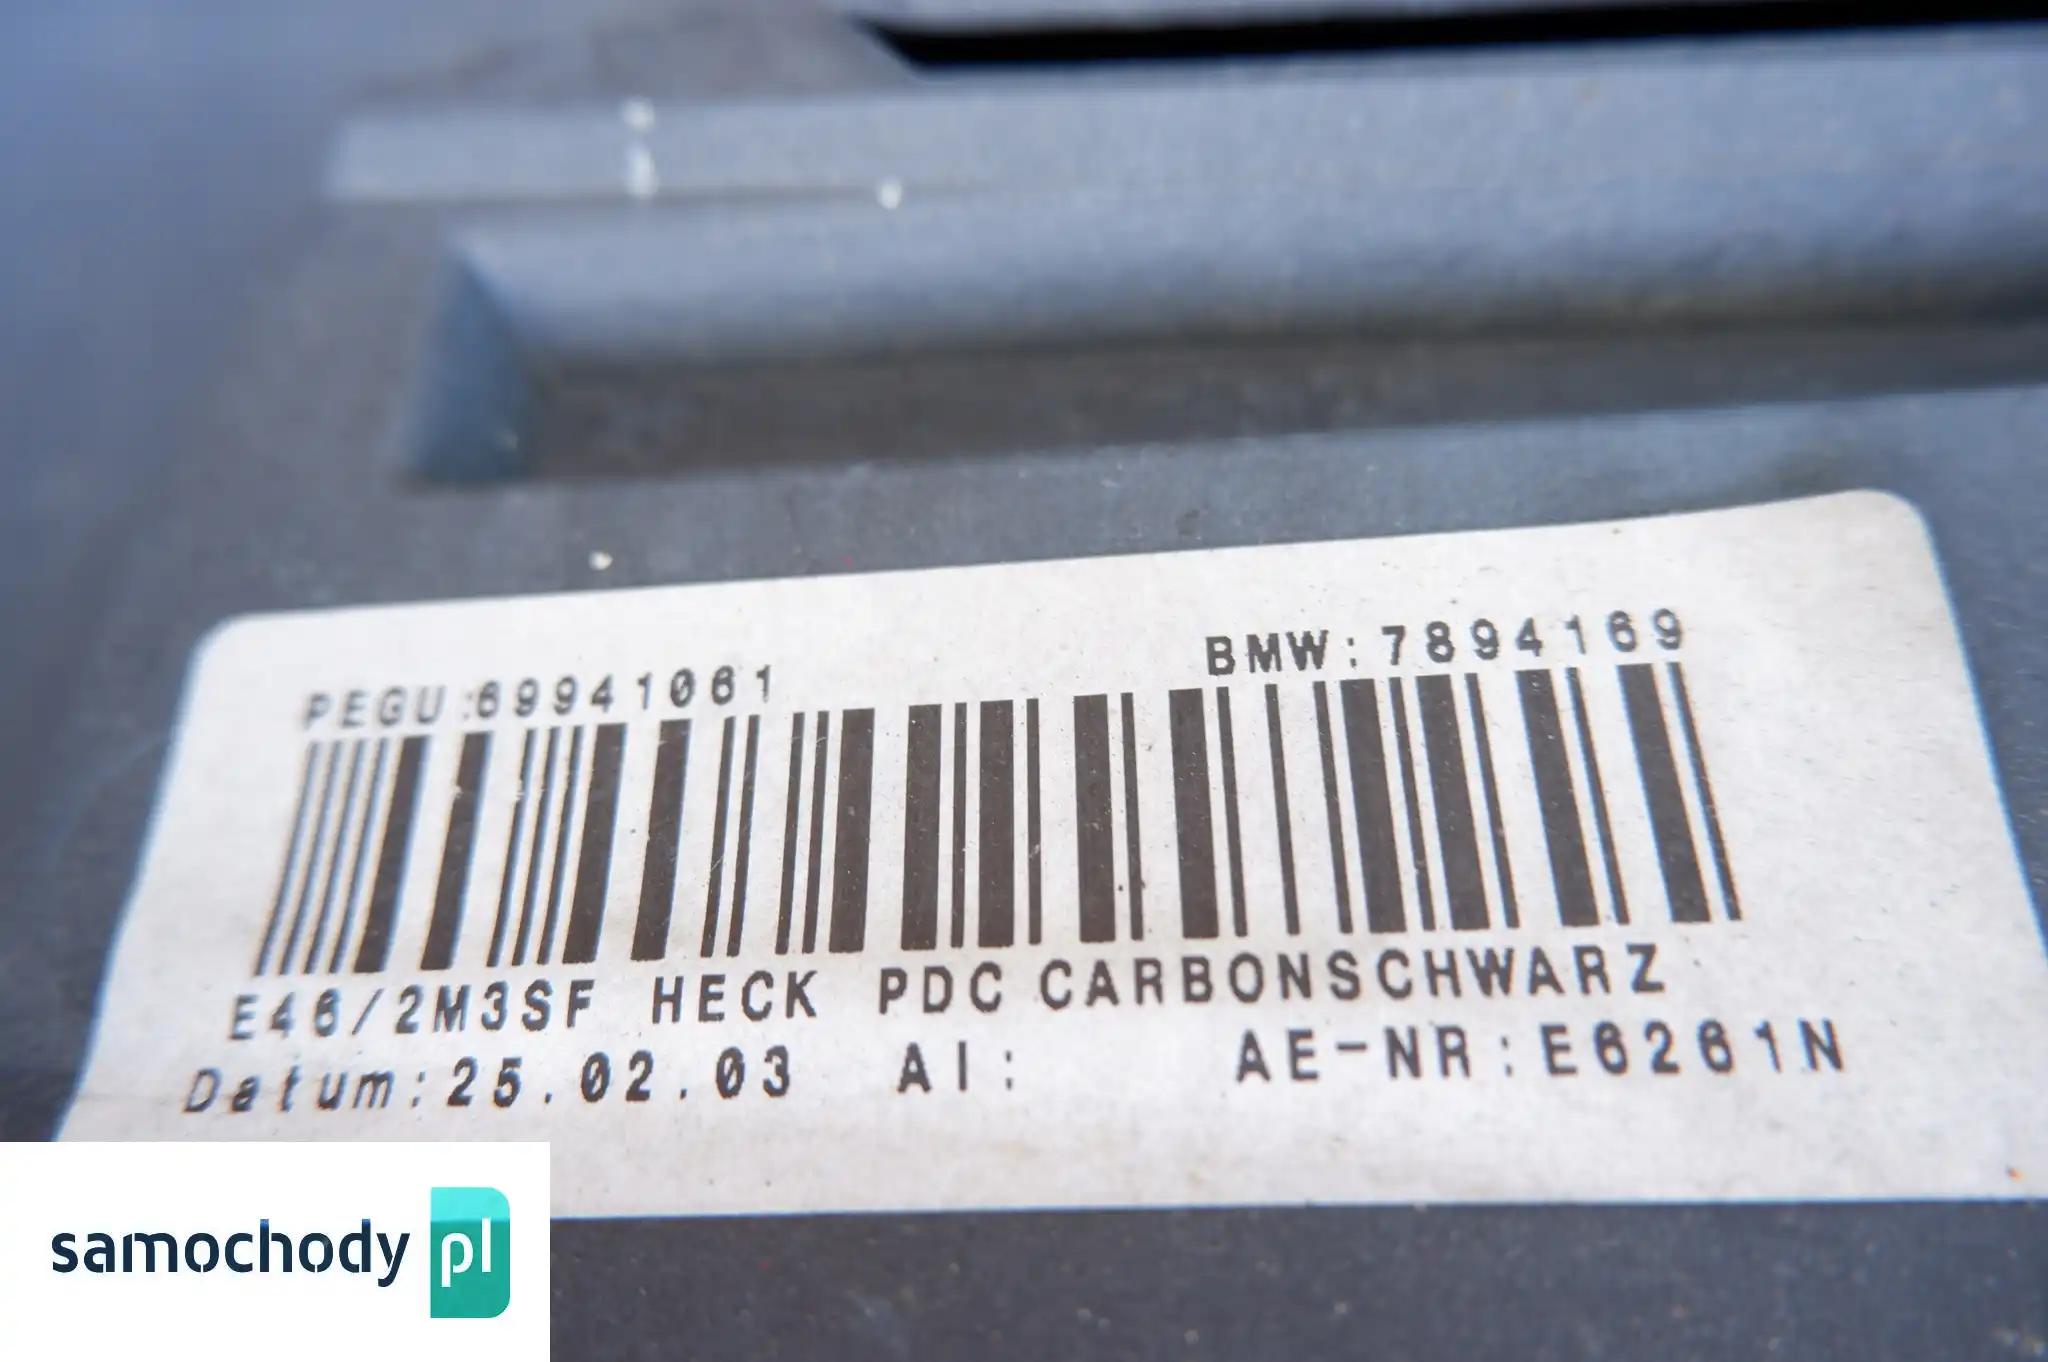 PEGU:69941061 BMW:7894169
E46/2M3SF HECK PDC CARBONSCHWARZ
Datum:25.02.03 AI: AE-NR:E6261N
samochody pl